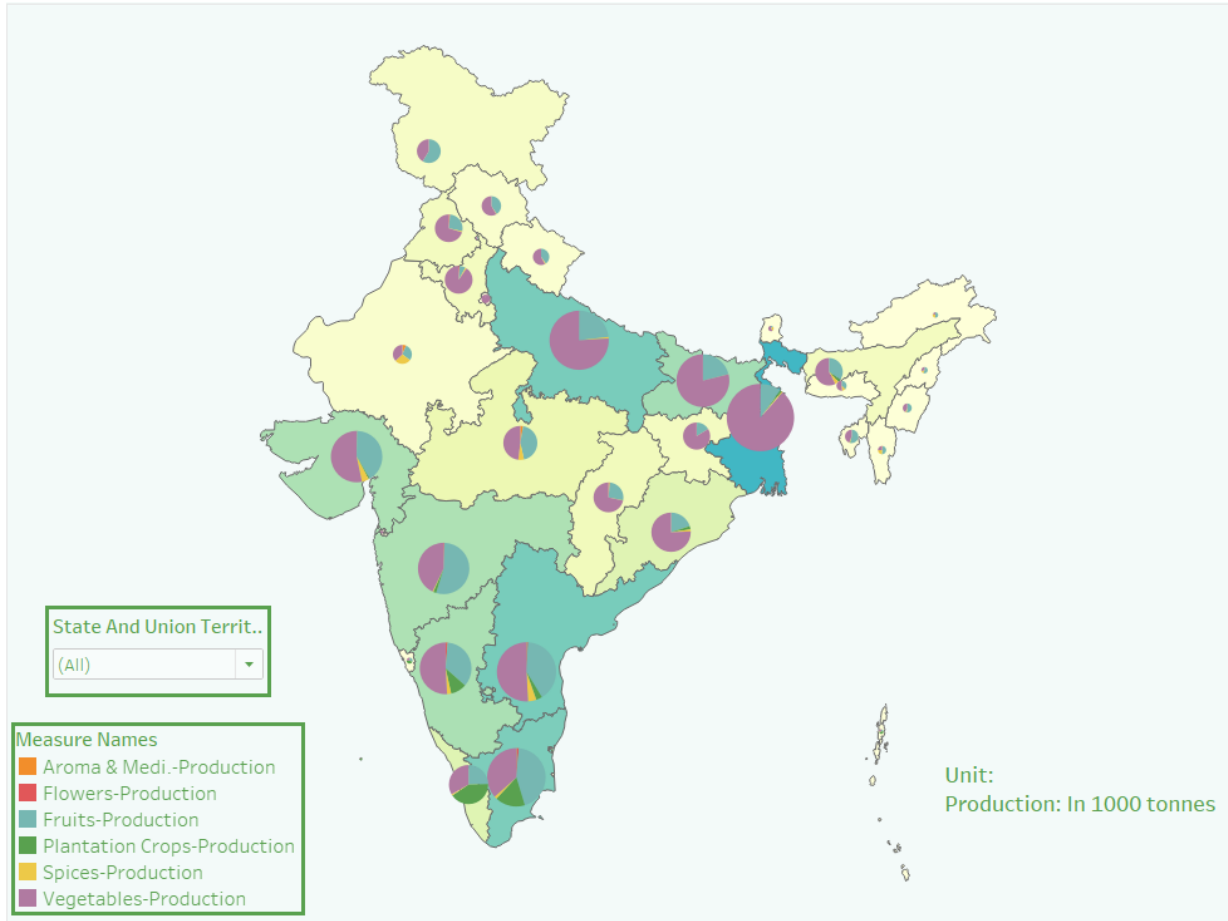 State And Union Territ..
(All)
Measure Names
Aroma & Medi.-Production
Flowers-Production
Fruits-Production
Plantation Crops-Production
Spices-Production
Vegetables-Production
Unit:
Production: In 1000 tonnes